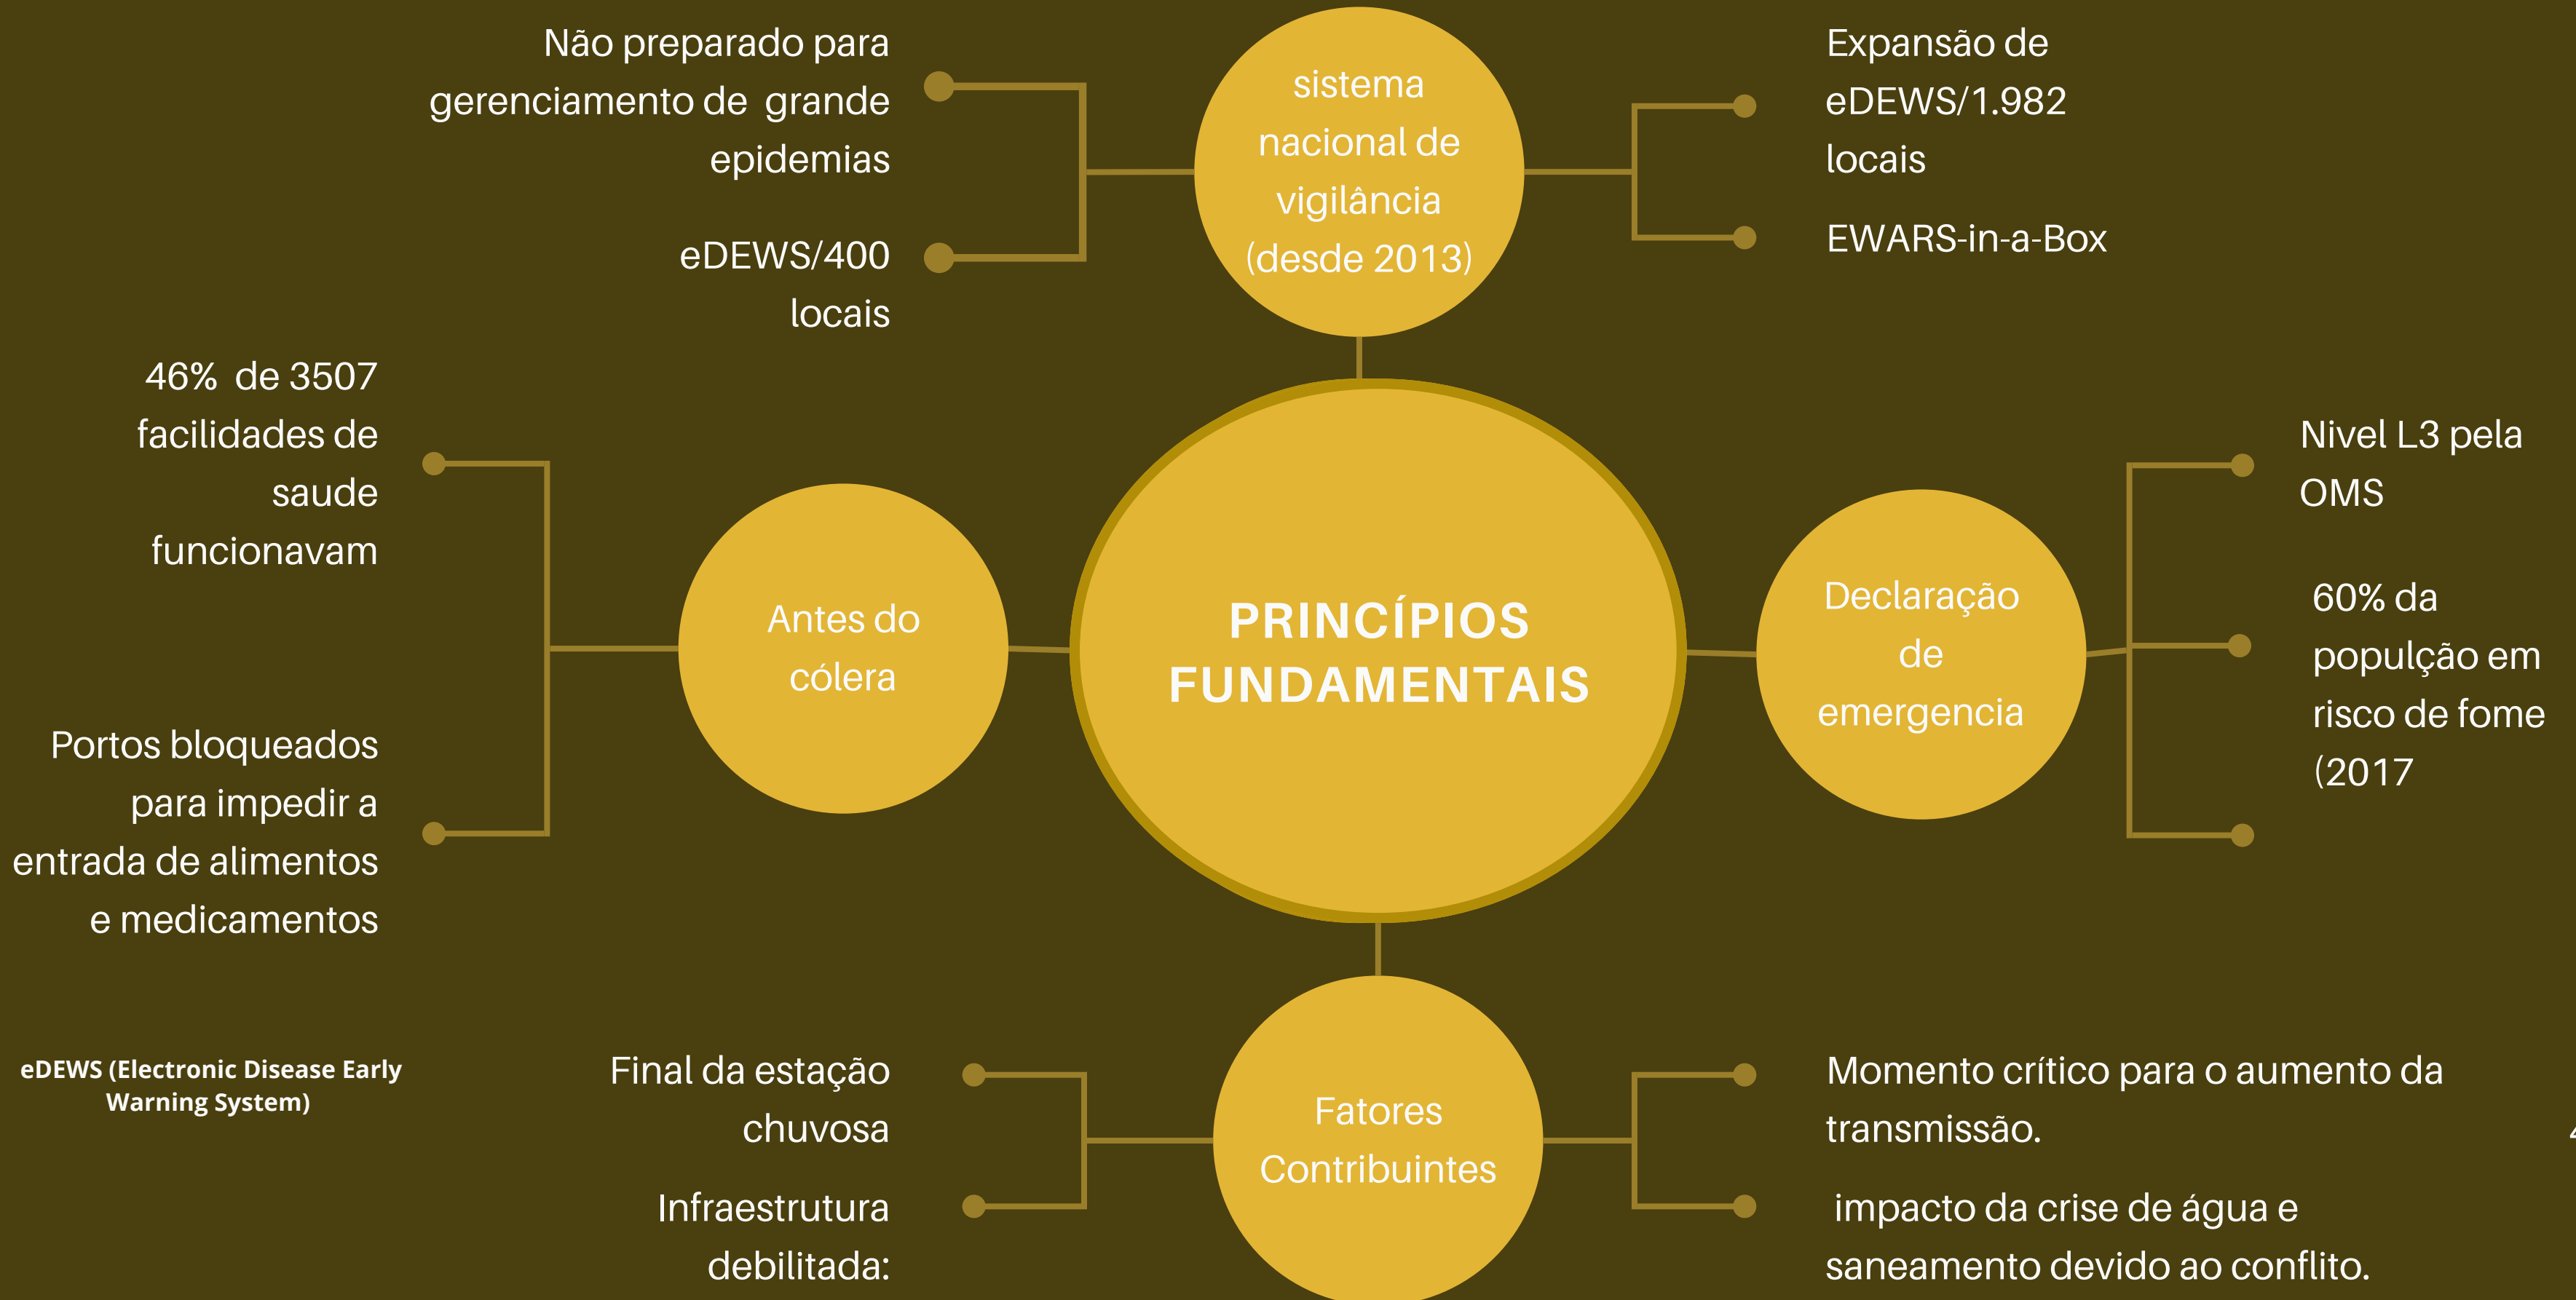 Não preparado para
gerenciamento de  grande
epidemias
eDEWS/400
locais
sistema
nacional de
vigilância
(desde 2013)
Expansão de
eDEWS/1.982
locais
EWARS-in-a-Box
46%  de 3507
facilidades de
saude
funcionavam
Portos bloqueados
para impedir a
entrada de alimentos
e medicamentos
Antes do
cólera
PRINCÍPIOS
FUNDAMENTAIS
Declaração
de
emergencia
Nivel L3 pela
OMS
60% da
populção em
risco de fome
(2017
eDEWS (Electronic Disease Early
Warning System)
Final da estação
chuvosa
Infraestrutura
debilitada:
Fatores
Contribuintes
Momento crítico para o aumento da
transmissão.
impacto da crise de água e
saneamento devido ao conflito.